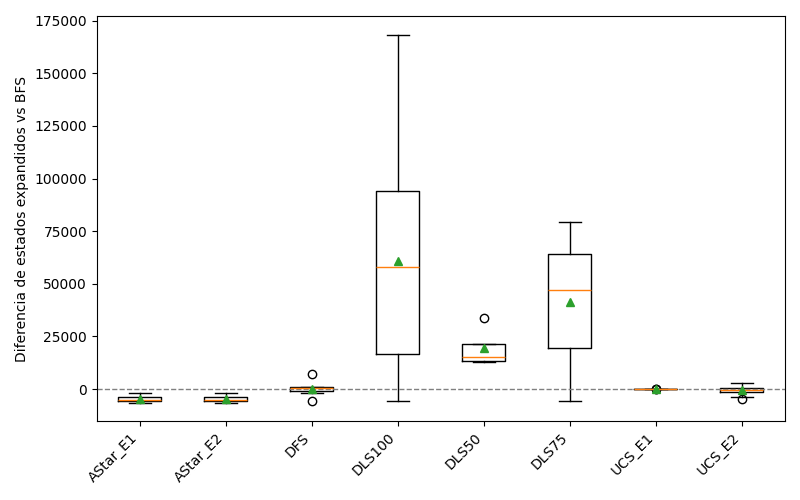 Diferencia de estados expandidos vs BFS
175000
150000
125000
100000
75000
50000
25000
0
AStar_E1
AStar_E2
DFS
DLS100
DLS50
DLS75
UCS_E1
UCS_E2